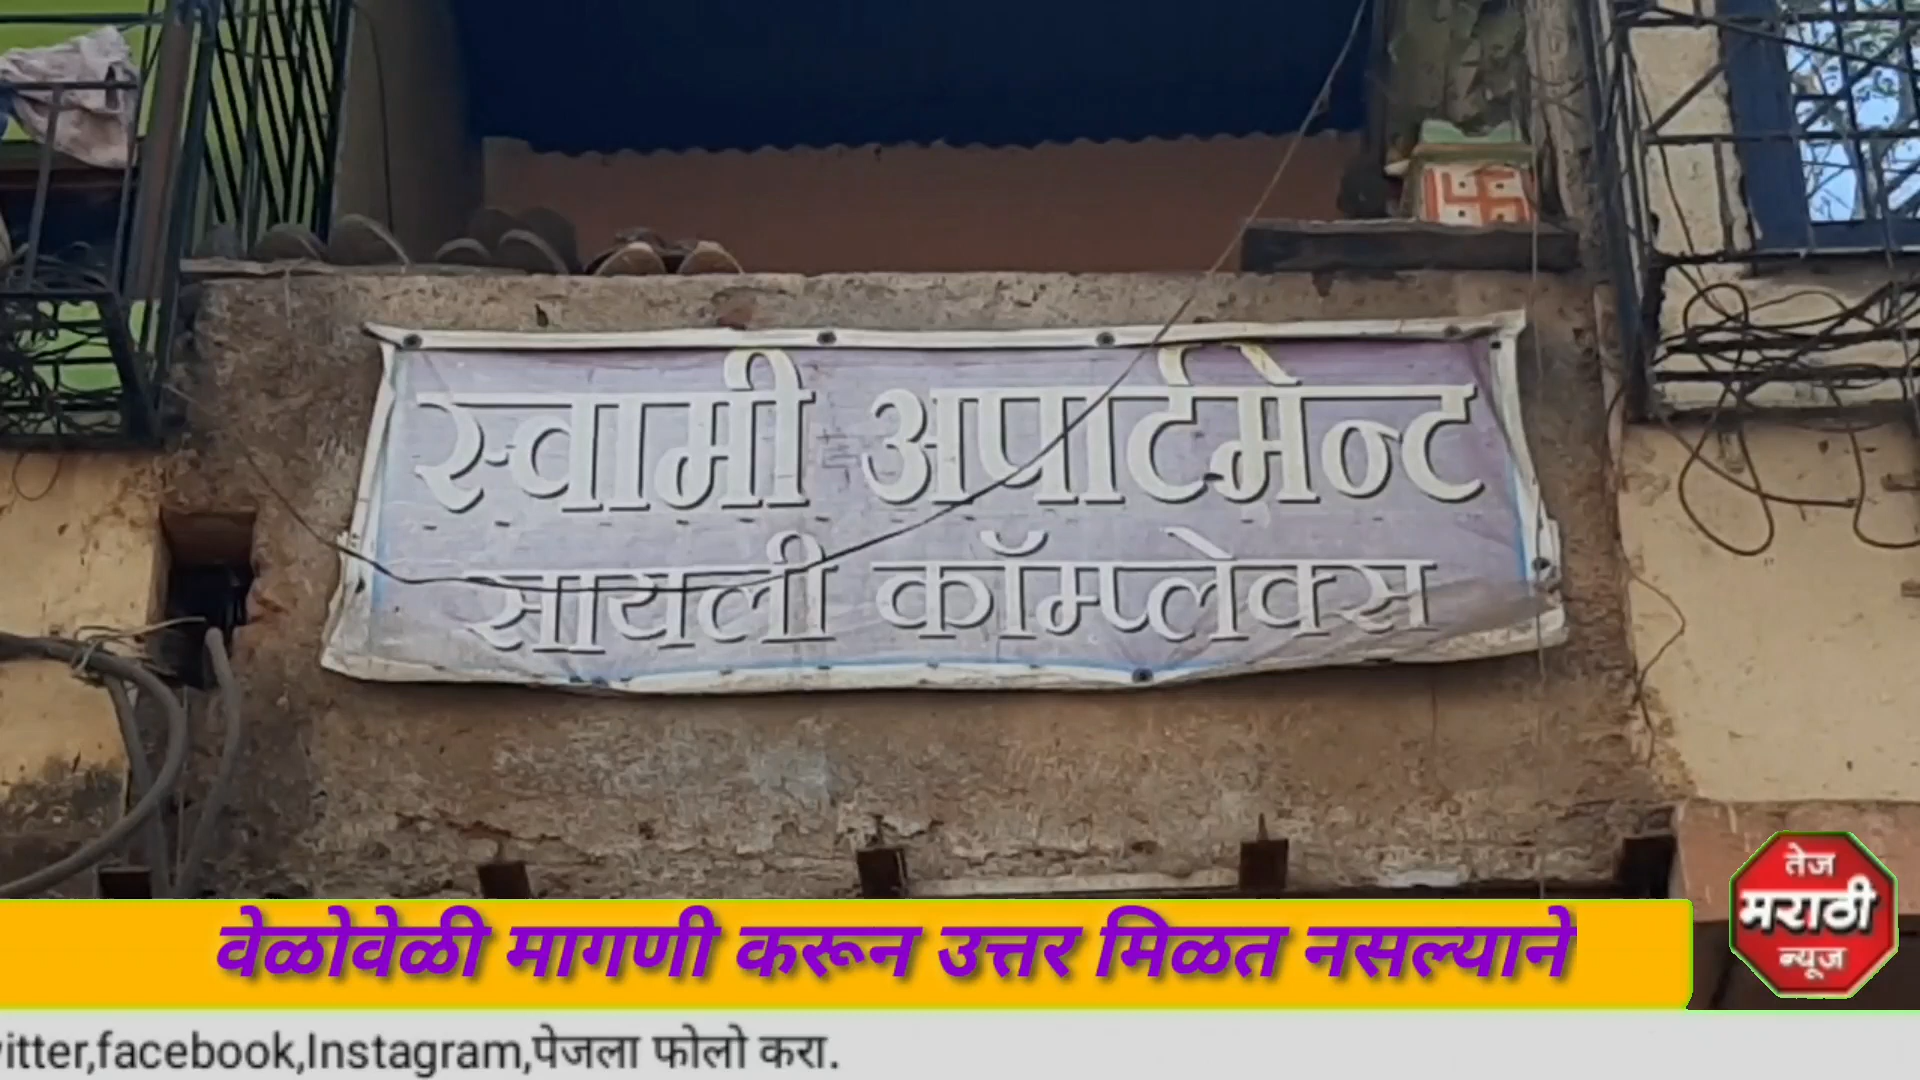 स्वामी अपार्टमेन्ट
सायली कॉम्प्लेक्स
वेळोवेळी मागणी करून उत्तर मिळत नसल्याने
तेज
मराठी
न्यूज
itter,facebook,Instagram,पेजला फोलो करा.